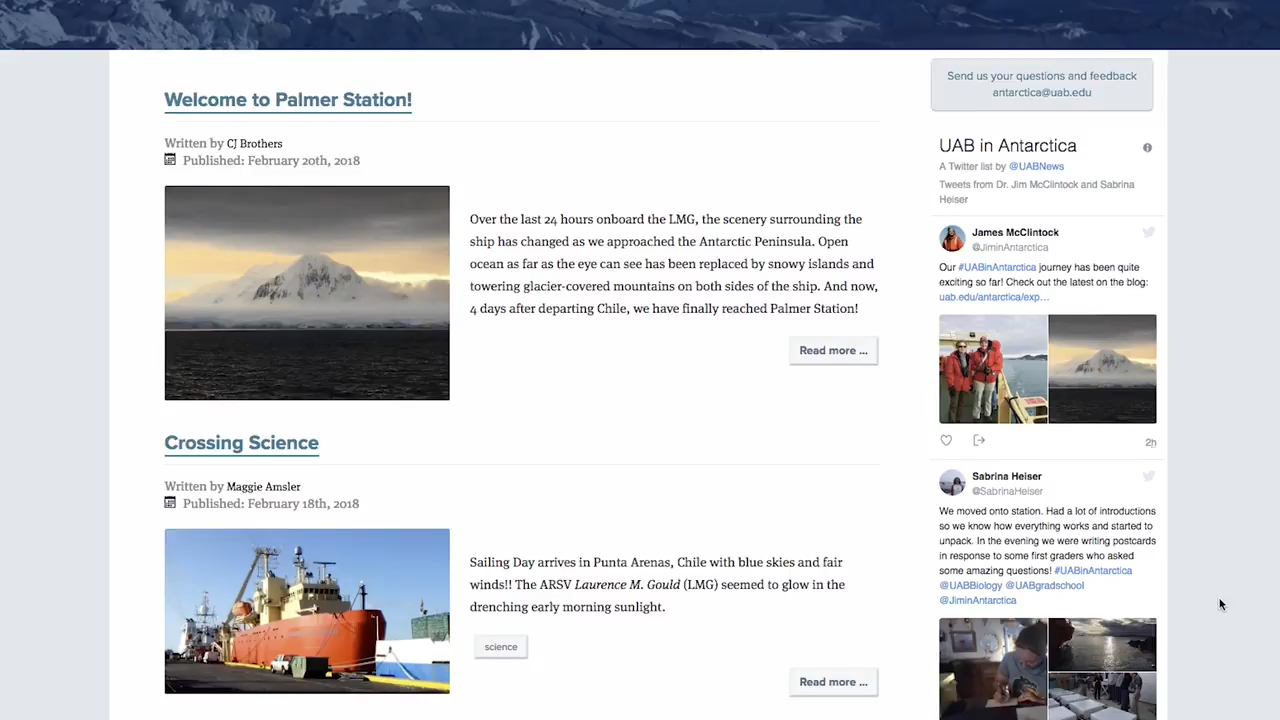 Welcome to Palmer Station!
Written by CJ Brothers
Published: February 20th, 2018
Over the last 24 hours onboard the LMG, the scenery surrounding the
ship has changed as we approached the Antarctic Peninsula. Open
ocean as far as the eye can see has been replaced by snowy islands and
towering glacier-covered mountains on both sides of the ship. And now,
4 days after departing Chile, we have finally reached Palmer Station!
Read more ...
Crossing Science
Written by Maggie Amsler
Published: February 18th, 2018
Sailing Day arrives in Punta Arenas, Chile with blue skies and fair
winds!! The ARSV Laurence M. Gould (LMG) seemed to glow in the
drenching early morning sunlight.
science
Read more ...
Send us your questions and feedback
antarctica@uab.edu
UAB in Antarctica
A Twitter list by @UABNews
Tweets from Dr. Jim McClintock and Sabrina
Heiser
James McClintock
@JiminAntarctica
Our #UABinAntarctica journey has been quite
exciting so far! Check out the latest on the blog:
uab.edu/antarctica/exp…
2h
Sabrina Heiser
@SabrinaHeiser
We moved onto station. Had a lot of introductions
so we know how everything works and started to
unpack. In the evening we were writing postcards
in response to some first graders who asked
some amazing questions! #UABinAntarctica
@UABBiology @UABgradschool
@JiminAntarctica